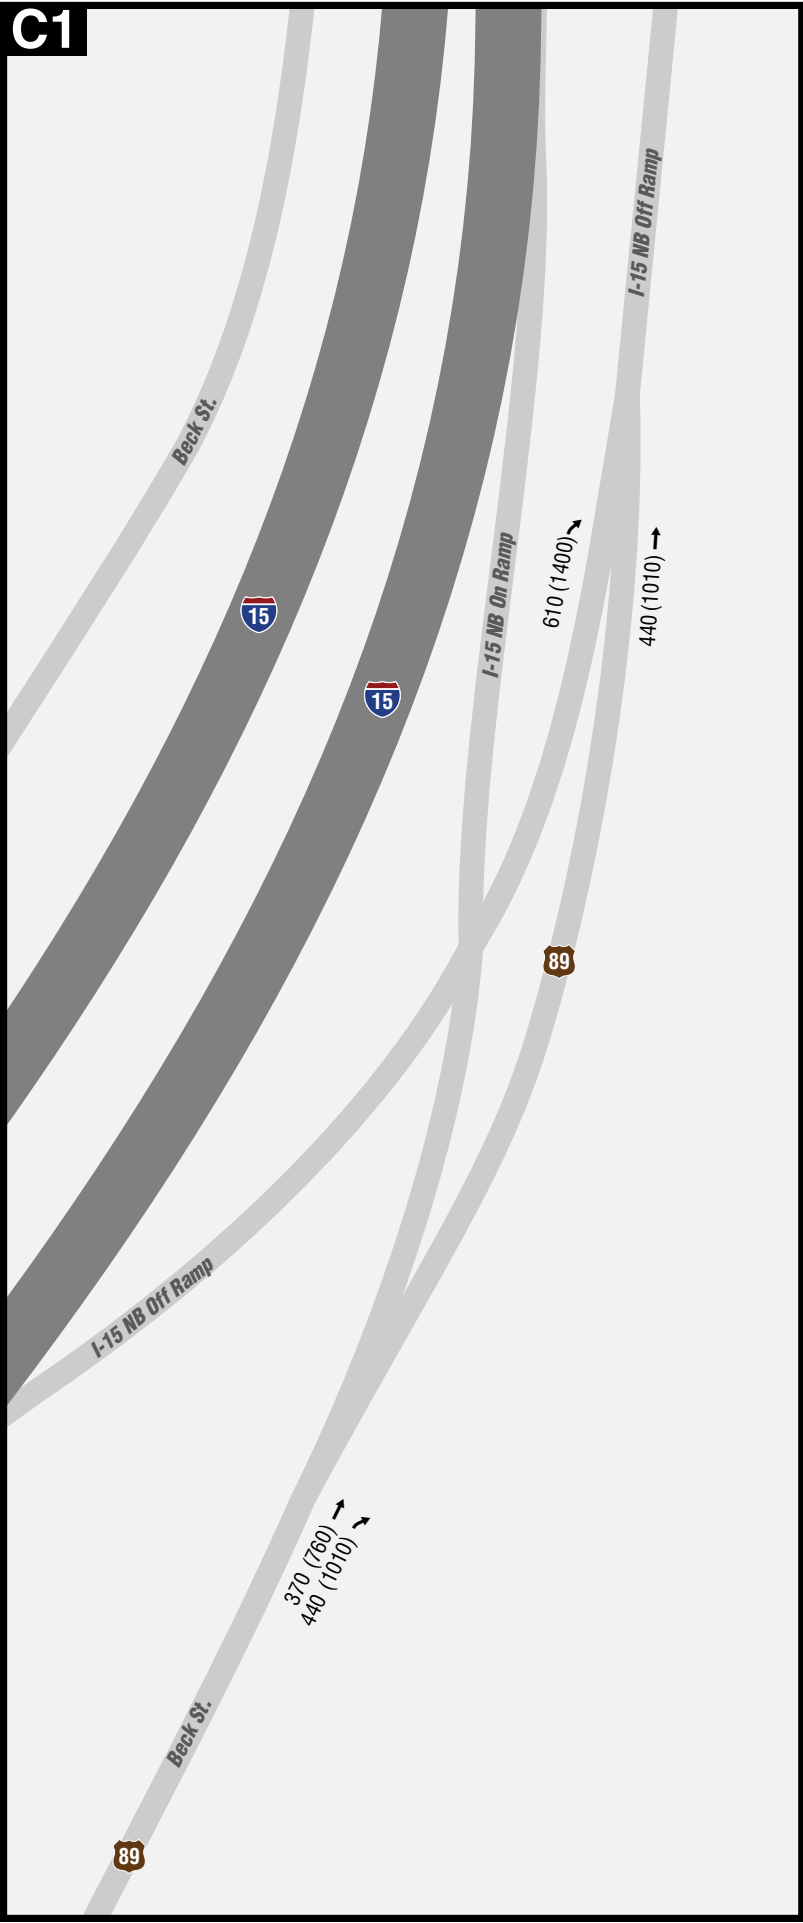 C1
I-15 NB Off Ramp
Beck St.
610 (1400)
440 (1010)
I-15 NB On Ramp
15
15
89
I-15 NB Off Ramp
370 (760)
440 (1010)
Beck St.
89